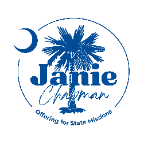 Janie
Chapman
Offering for State Missions